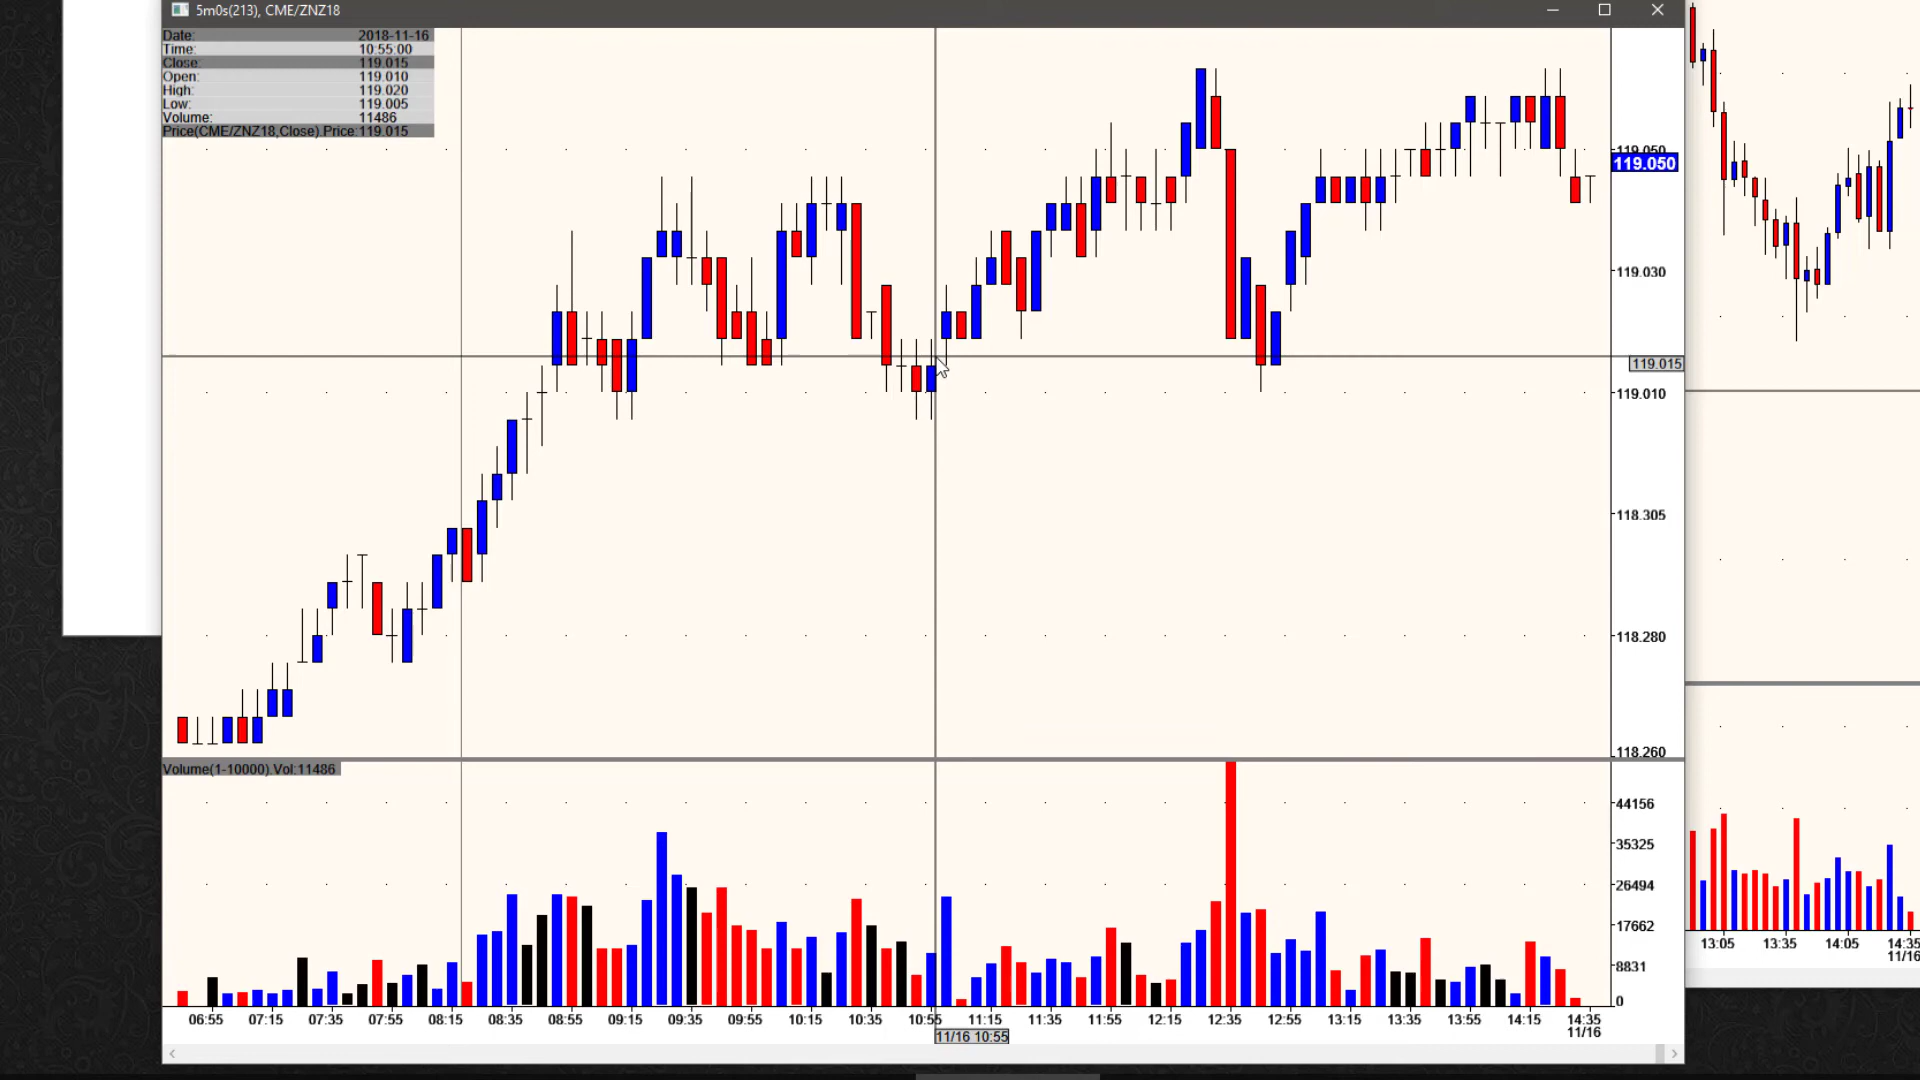 5m0s(213), CME/ZNZ18
Date: 2018-11-16
Time: 10:55:00
Close: 119.015
Open: 119.010
High: 119.020
Low: 119.005
Volume: 11486
Price(CME/ZNZ18,Close).Price:119.015
119.050
119.050
119.030
119.015
119.010
118.305
118.280
118.260
Volume(1-10000).Vol:11486
44156
35325
26494
17662
8831
0
06:55 07:15 07:35 07:55 08:15 08:35 08:55 09:15 09:35 09:55 10:15 10:35 10:55 11:15 11:35 11:55 12:15 12:35 12:55 13:15 13:35 13:55 14:15 14:35
11/16
11/16 10:55
13:05 13:35 14:05 14:35
11/16